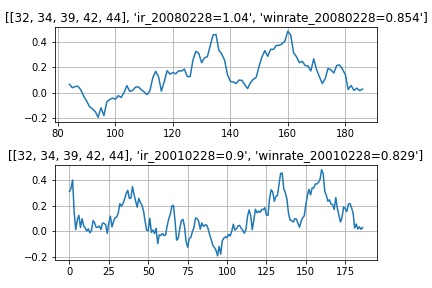 [[32, 34, 39, 42, 44], 'ir_20080228=1.04', 'winrate_20080228=0.854']
0.4
0.2
0.0
−0.2
80 100 120 140 160 180
[[32, 34, 39, 42, 44], 'ir_20010228=0.9', 'winrate_20010228=0.829']
0.4
0.2
0.0
−0.2
0 25 50 75 100 125 150 175